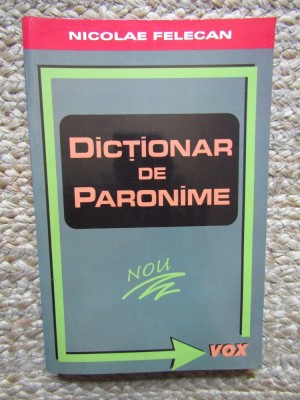 NICOLAE FELECAN
DICȚIONAR
DE
PARONIME
NOU
VOX